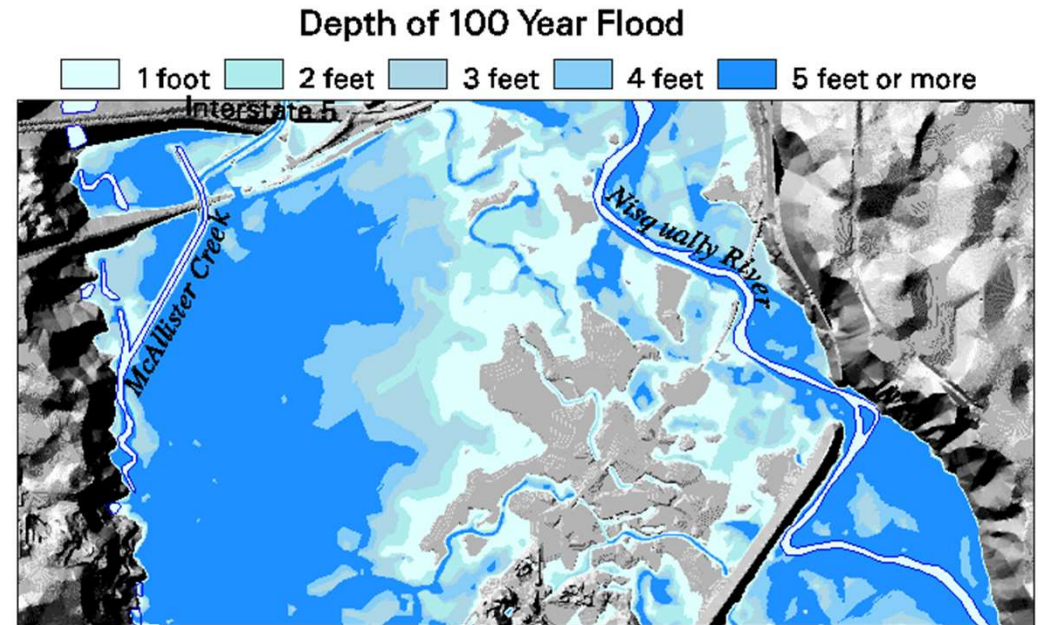 Depth of 100 Year Flood
1 foot 2 feet 3 feet 4 feet 5 feet or more
Interstate 5
McAllister Creek
Nisqually River